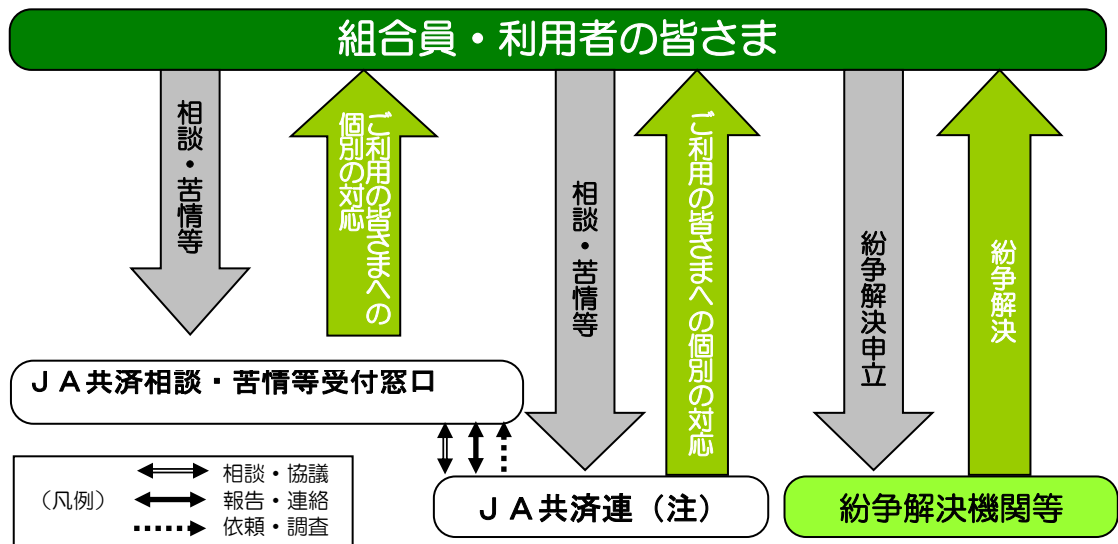 組合員・利用者の皆さま
相談・苦情等
ご利用の皆さまへの
個別の対応
相談・苦情等
ご利用の皆さまへの個別の対応
紛争解決申立
紛争解決
ＪＡ共済相談・苦情等受付窓口
ＪＡ共済連（注）
紛争解決機関等
（凡例）
相談・協議
報告・連絡
依頼・調査